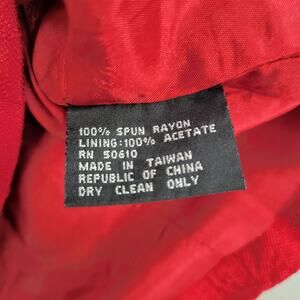 100% SPUN RAYON
LINING:100% ACETATE
RN 50610
MADE IN TAIWAN
REPUBLIC OF CHINA
DRY CLEAN ONLY